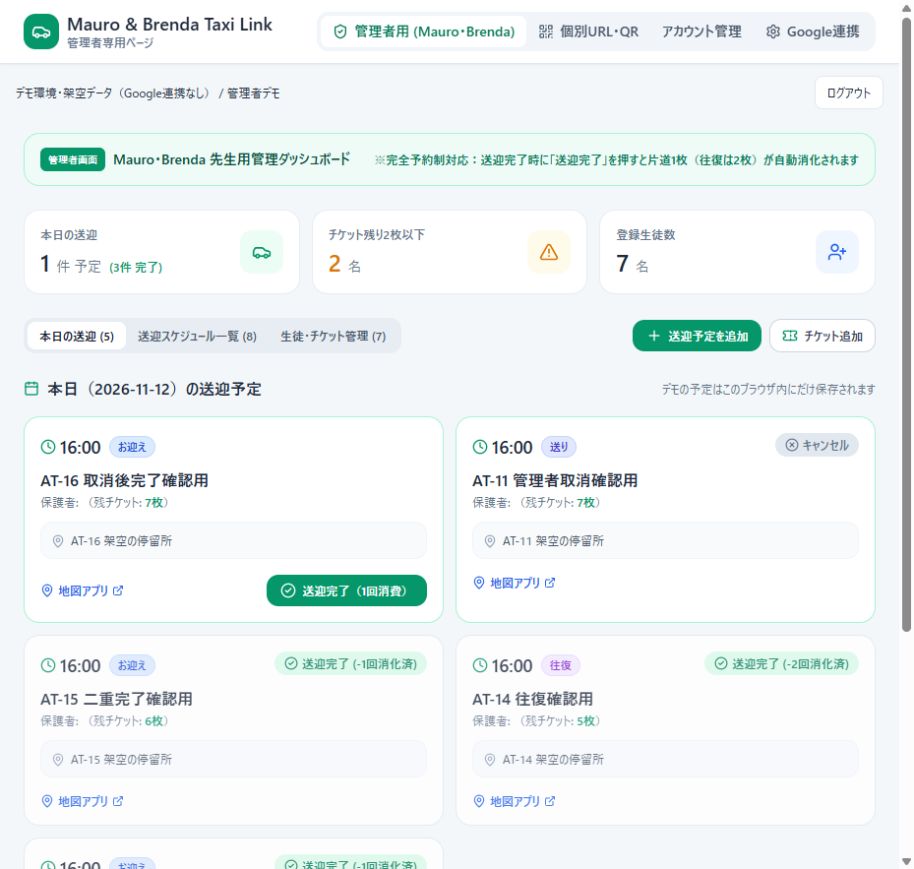 Mauro & Brenda Taxi Link
管理者専用ページ
管理者用 (Mauro・Brenda)
個別URL・QR
アカウント管理
Google連携
デモ環境・架空データ（Google連携なし） / 管理者デモ
ログアウト
管理者画面
Mauro・Brenda 先生用管理ダッシュボード
※完全予約制対応：送迎完了時に「送迎完了」を押すと片道1枚（往復は2枚）が自動消化されます
本日の送迎
1 件 予定 (3件 完了)
チケット残り2枚以下
2 名
登録生徒数
7 名
本日の送迎 (5)
送迎スケジュール一覧 (8)
生徒・チケット管理 (7)
送迎予定を追加
チケット追加
本日（2026-11-12）の送迎予定
デモの予定はこのブラウザ内にだけ保存されます
16:00 お迎え
AT-16 取消後完了確認用
保護者: （残チケット: 7枚）
AT-16 架空の停留所
地図アプリ
送迎完了（1回消費）
16:00 送り
キャンセル
AT-11 管理者取消確認用
保護者: （残チケット: 7枚）
AT-11 架空の停留所
地図アプリ
16:00 お迎え
送迎完了 (-1回消化済)
AT-15 二重完了確認用
保護者: （残チケット: 6枚）
AT-15 架空の停留所
地図アプリ
16:00 往復
送迎完了 (-2回消化済)
AT-14 往復確認用
保護者: （残チケット: 5枚）
AT-14 架空の停留所
地図アプリ
16:00 お迎え
送迎完了 (-1回消化済)